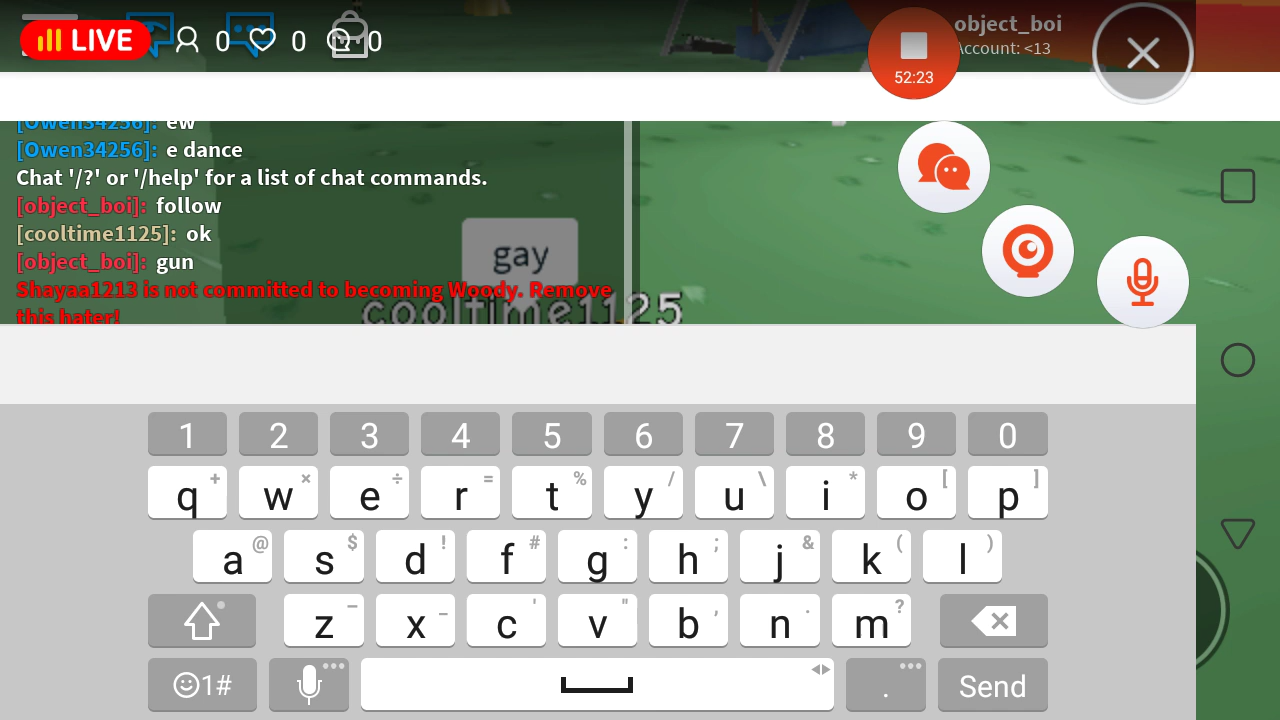 LIVE 0 0 0
object_boi
Account: <13
52:23
[Owen34256]: ew
[Owen34256]: e dance
Chat '/?' or '/help' for a list of chat commands.
[object_boi]: follow
[cooltime1125]: ok
[object_boi]: gun
Shayaa1213 is not committed to becoming Woody. Remove
this hater!
gay
cooltime1125
1 2 3 4 5 6 7 8 9 0
q + w × e ÷ r = t % y / u \ i * o [ p ]
a @ s $ d ! f # g : h ; j & k ( l )
z – x _ c ' v " b , n . m ?
1# . Send